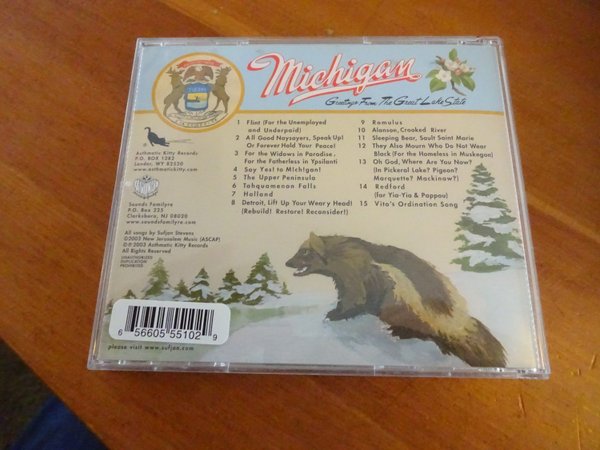 Michigan
Greetings From The Great Lake State
TUEBOR
1 Flint (For the Unemployed
and Underpaid)
2 All Good Naysayers, Speak Up!
Or Forever Hold Your Peace!
3 For the Widows in Paradise,
For the Fatherless in Ypsilanti
4 Say Yes! to Michigan!
5 The Upper Peninsula
6 Tahquamenon Falls
7 Holland
8 Detroit, Lift Up Your Weary Head!
(Rebuild! Restore! Reconsider!)
9 Romulus
10 Alanson, Crooked River
11 Sleeping Bear, Sault Saint Marie
12 They Also Mourn Who Do Not Wear
Black (For the Homeless in Muskegon)
13 Oh God, Where Are You Now?
(In Pickeral Lake? Pigeon?
Marquette? Mackinaw?)
14 Redford
(for Yia-Yia & Pappou)
15 Vito's Ordination Song
Asthmatic Kitty Records
P.O. BOX 1282
Lander, WY 82520
www.asthmatickitty.com
Sounds Familyre
P.O. Box 225
Clarksboro, NJ 08020
www.soundsfamilyre.com
All songs by Sufjan Stevens
©2003 New Jerusalem Music (ASCAP)
©℗ 2003 Asthmatic Kitty Records
All Rights Reserved
UNAUTHORIZED
DUPLICATION
PROHIBITED
6 56605 55102 9
please visit www.sufjan.com